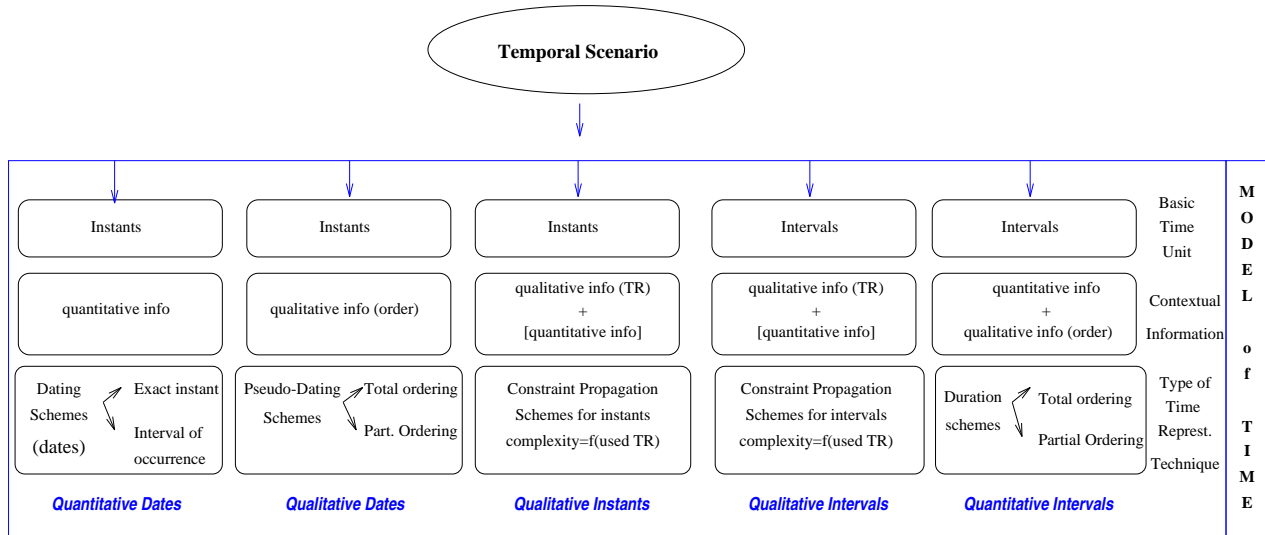 Temporal Scenario
Instants
Instants
Instants
Intervals
Intervals
Basic
Time
Unit
quantitative info
qualitative info (order)
qualitative info (TR)
+
[quantitative info]
qualitative info (TR)
+
[quantitative info]
quantitative info
+
qualitative info (order)
Contextual
Information
Dating
Schemes
(dates)
Exact instant
Interval of
occurrence
Pseudo-Dating
Schemes
Total ordering
Part. Ordering
Constraint Propagation
Schemes for instants
complexity=f(used TR)
Constraint Propagation
Schemes for intervals
complexity=f(used TR)
Duration
schemes
Total ordering
Partial Ordering
Type of
Time
Represt.
Technique
Quantitative Dates
Qualitative Dates
Qualitative Instants
Qualitative Intervals
Quantitative Intervals
MODEL of TIME